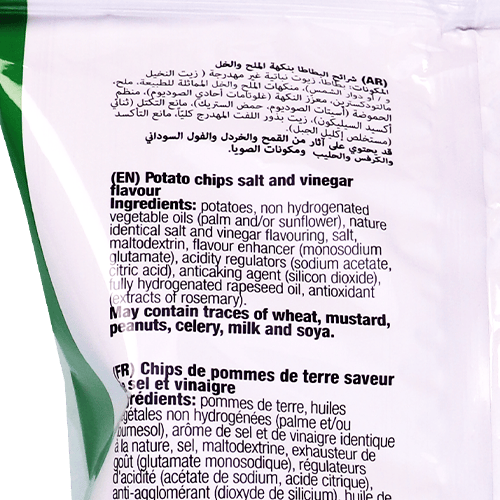 (AR) شرائح البطاطا بنكهة الملح والخل
المكونات: بطاطا، زيوت نباتية غير مهدرجة ( زيت النخيل
و / أو دوار الشمس)، منكهات الملح والخل المماثلة للطبيعة، ملح،
مالتودكسترين، معزز النكهة (غلوتامات أحادي الصوديوم)، منظم
الحموضة (أسيتات الصوديوم، حمض الستريك)، مانع التكتل (ثنائي
أكسيد السيليكون)، زيت بذور اللفت المهدرج كليًا، مانع التأكسد
(مستخلص إكليل الجبل).
قد يحتوي على آثار من القمح والخردل والفول السوداني
والكرفس والحليب ومكونات الصويا.
(EN) Potato chips salt and vinegar
flavour
Ingredients: potatoes, non hydrogenated
vegetable oils (palm and/or sunflower), nature
identical salt and vinegar flavouring, salt,
maltodextrin, flavour enhancer (monosodium
glutamate), acidity regulators (sodium acetate,
citric acid), anticaking agent (silicon dioxide),
fully hydrogenated rapeseed oil, antioxidant
(extracts of rosemary).
May contain traces of wheat, mustard,
peanuts, celery, milk and soya.
(FR) Chips de pommes de terre saveur
sel et vinaigre
grédients: pommes de terre, huiles
égétales non hydrogénées (palme et/ou
ournesol), arôme de sel et de vinaigre identique
à la nature, sel, maltodextrine, exhausteur de
goût (glutamate monosodique), régulateurs
d'acidité (acétate de sodium, acide citrique),
anti-agglomérant (dioxyde de silicium), huile de